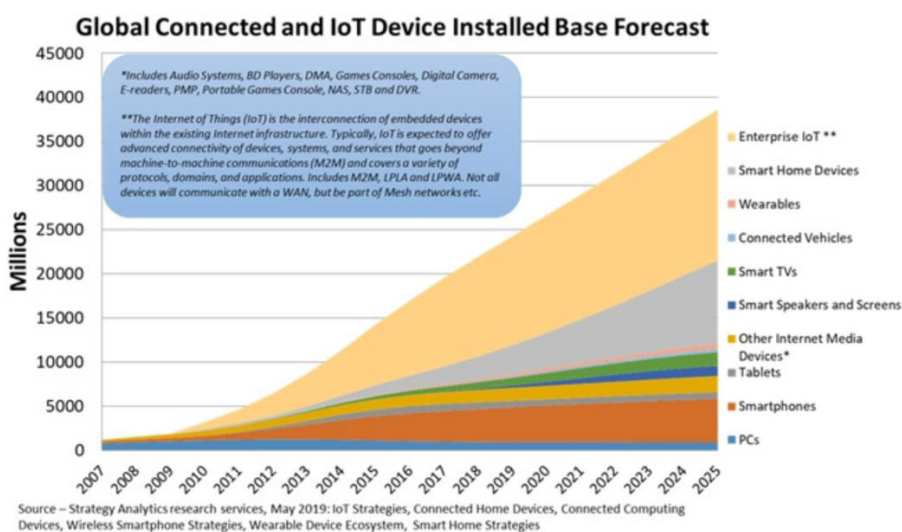 Global Connected and IoT Device Installed Base Forecast
45000
40000
35000
30000
25000
20000
15000
10000
5000
0
Millions
*Includes Audio Systems, BD Players, DMA, Games Consoles, Digital Camera,
E-readers, PMP, Portable Games Console, NAS, STB and DVR.
**The Internet of Things (IoT) is the interconnection of embedded devices
within the existing Internet infrastructure. Typically, IoT is expected to offer
advanced connectivity of devices, systems, and services that goes beyond
machine-to-machine communications (M2M) and covers a variety of
protocols, domains, and applications. Includes M2M, LPLA and LPWA. Not all
devices will communicate with a WAN, but be part of Mesh networks etc.
Enterprise IoT **
Smart Home Devices
Wearables
Connected Vehicles
Smart TVs
Smart Speakers and Screens
Other Internet Media
Devices*
Tablets
Smartphones
PCs
2007
2008
2009
2010
2011
2012
2013
2014
2015
2016
2017
2018
2019
2020
2021
2022
2023
2024
2025
Source – Strategy Analytics research services, May 2019: IoT Strategies, Connected Home Devices, Connected Computing
Devices, Wireless Smartphone Strategies, Wearable Device Ecosystem, Smart Home Strategies